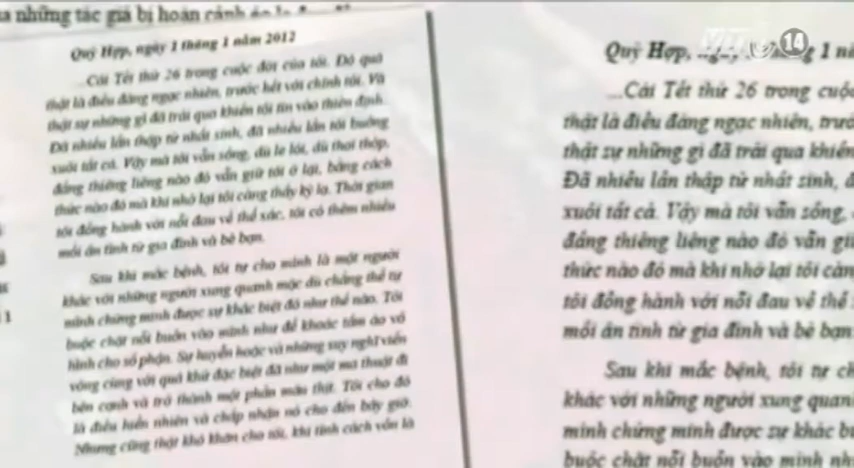 những tác giả bị hoàn cảnh
Quỳ Hợp, ngày 1 tháng 1 năm 2012
...Cái Tết thứ 26 trong cuộc đời của tôi. Đó quả
thật là điều đáng ngạc nhiên, trước hết với chính tôi. Và
thật sự những gì đã trải qua khiến tôi tin vào thiên định.
Đã nhiều lần thập tử nhất sinh, đã nhiều lần tôi buông
xuôi tất cả. Vậy mà tôi vẫn sống, dù le lói, dù thoi thóp,
đấng thiêng liêng nào đó vẫn giữ tôi ở lại, bằng cách
thức nào đó mà khi nhớ lại tôi càng thấy kỳ lạ. Thời gian
tôi đồng hành với nỗi đau về thể xác, tôi có thêm nhiều
mối ân tình từ gia đình và bè bạn.
Sau khi mắc bệnh, tôi tự cho mình là một người
khác với những người xung quanh mặc dù chẳng thể tự
mình chứng minh được sự khác biệt đó như thế nào. Tôi
buộc chặt nỗi buồn vào mình như để khoác tấm áo vô
hình cho số phận. Sự huyễn hoặc và những suy nghĩ viển
vông cùng với quá khứ đặc biệt đã như một ma thuật đi
bên cạnh và trở thành một phần máu thịt. Tôi cho đó
là điều hiển nhiên và chấp nhận nó cho đến bây giờ.
Nhưng cũng thật khó khăn cho tôi, khi tính cách vốn là
14
Quỳ Hợp, 1
...Cái Tết thứ 26 trong cuộc
thật là điều đáng ngạc nhiên, trước
thật sự những gì đã trải qua khiến
Đã nhiều lần thập tử nhất sinh,
xuôi tất cả. Vậy mà tôi vẫn sống,
đấng thiêng liêng nào đó vẫn
thức nào đó mà khi nhớ lại tôi
tôi đồng hành với nỗi đau về
mối ân tình từ gia đình và bè bạn
Sau khi mắc bệnh, tôi tự
khác với những người xung
minh chứng minh được sự khác
buộc chặt nỗi buồn vào mình